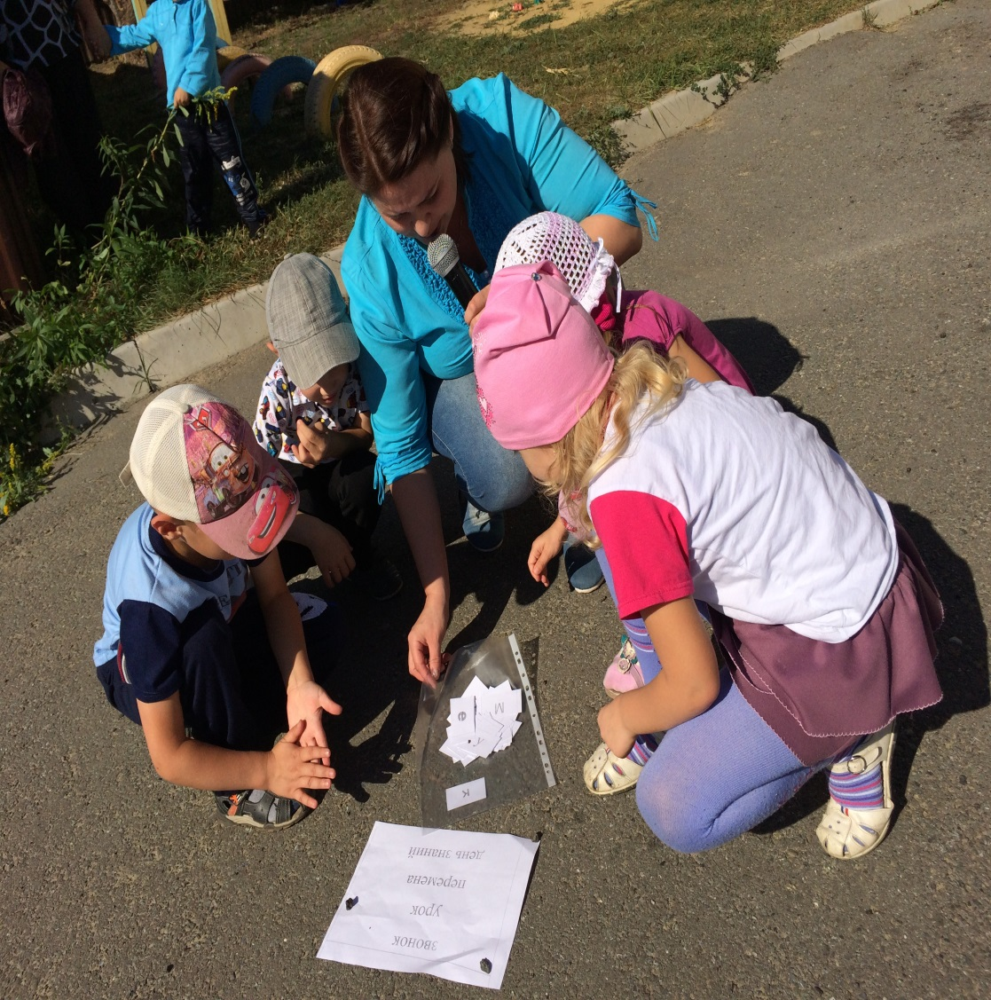 звонок
урок
перемена
день знаний
М
е
К